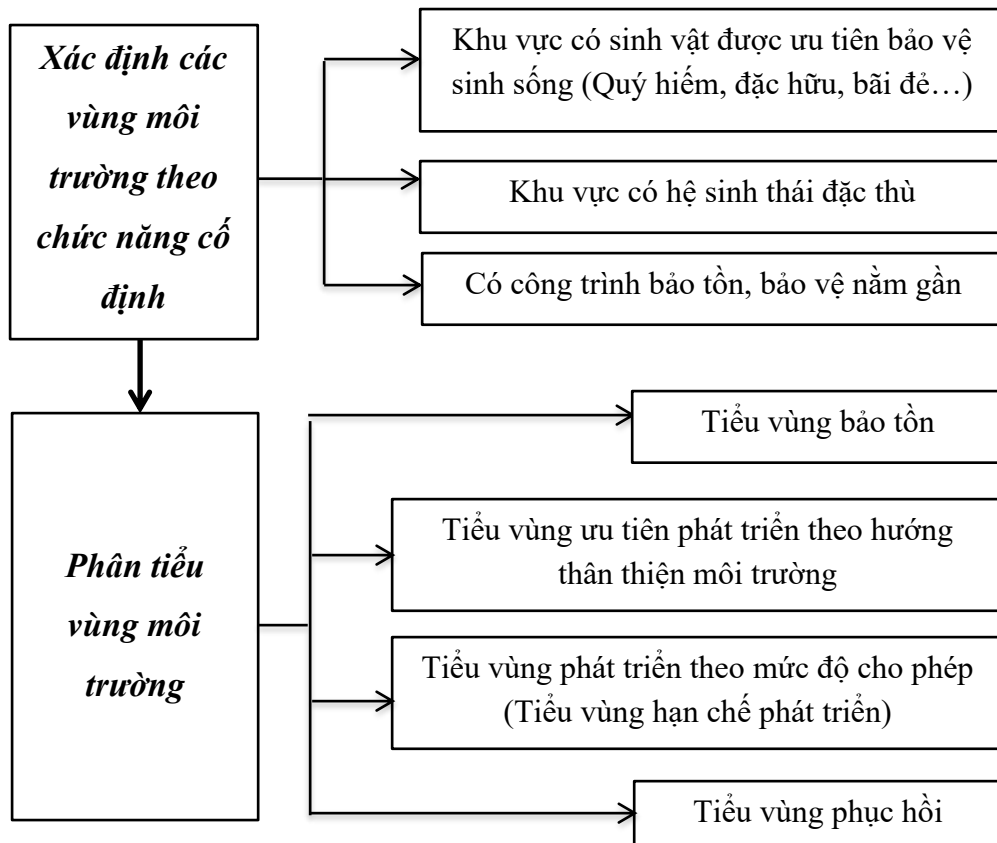 Xác định các
vùng môi
trường theo
chức năng cố
định
Khu vực có sinh vật được ưu tiên bảo vệ
sinh sống (Quý hiếm, đặc hữu, bãi đẻ…)
Khu vực có hệ sinh thái đặc thù
Có công trình bảo tồn, bảo vệ nằm gần
Phân tiểu
vùng môi
trường
Tiểu vùng bảo tồn
Tiểu vùng ưu tiên phát triển theo hướng
thân thiện môi trường
Tiểu vùng phát triển theo mức độ cho phép
(Tiểu vùng hạn chế phát triển)
Tiểu vùng phục hồi